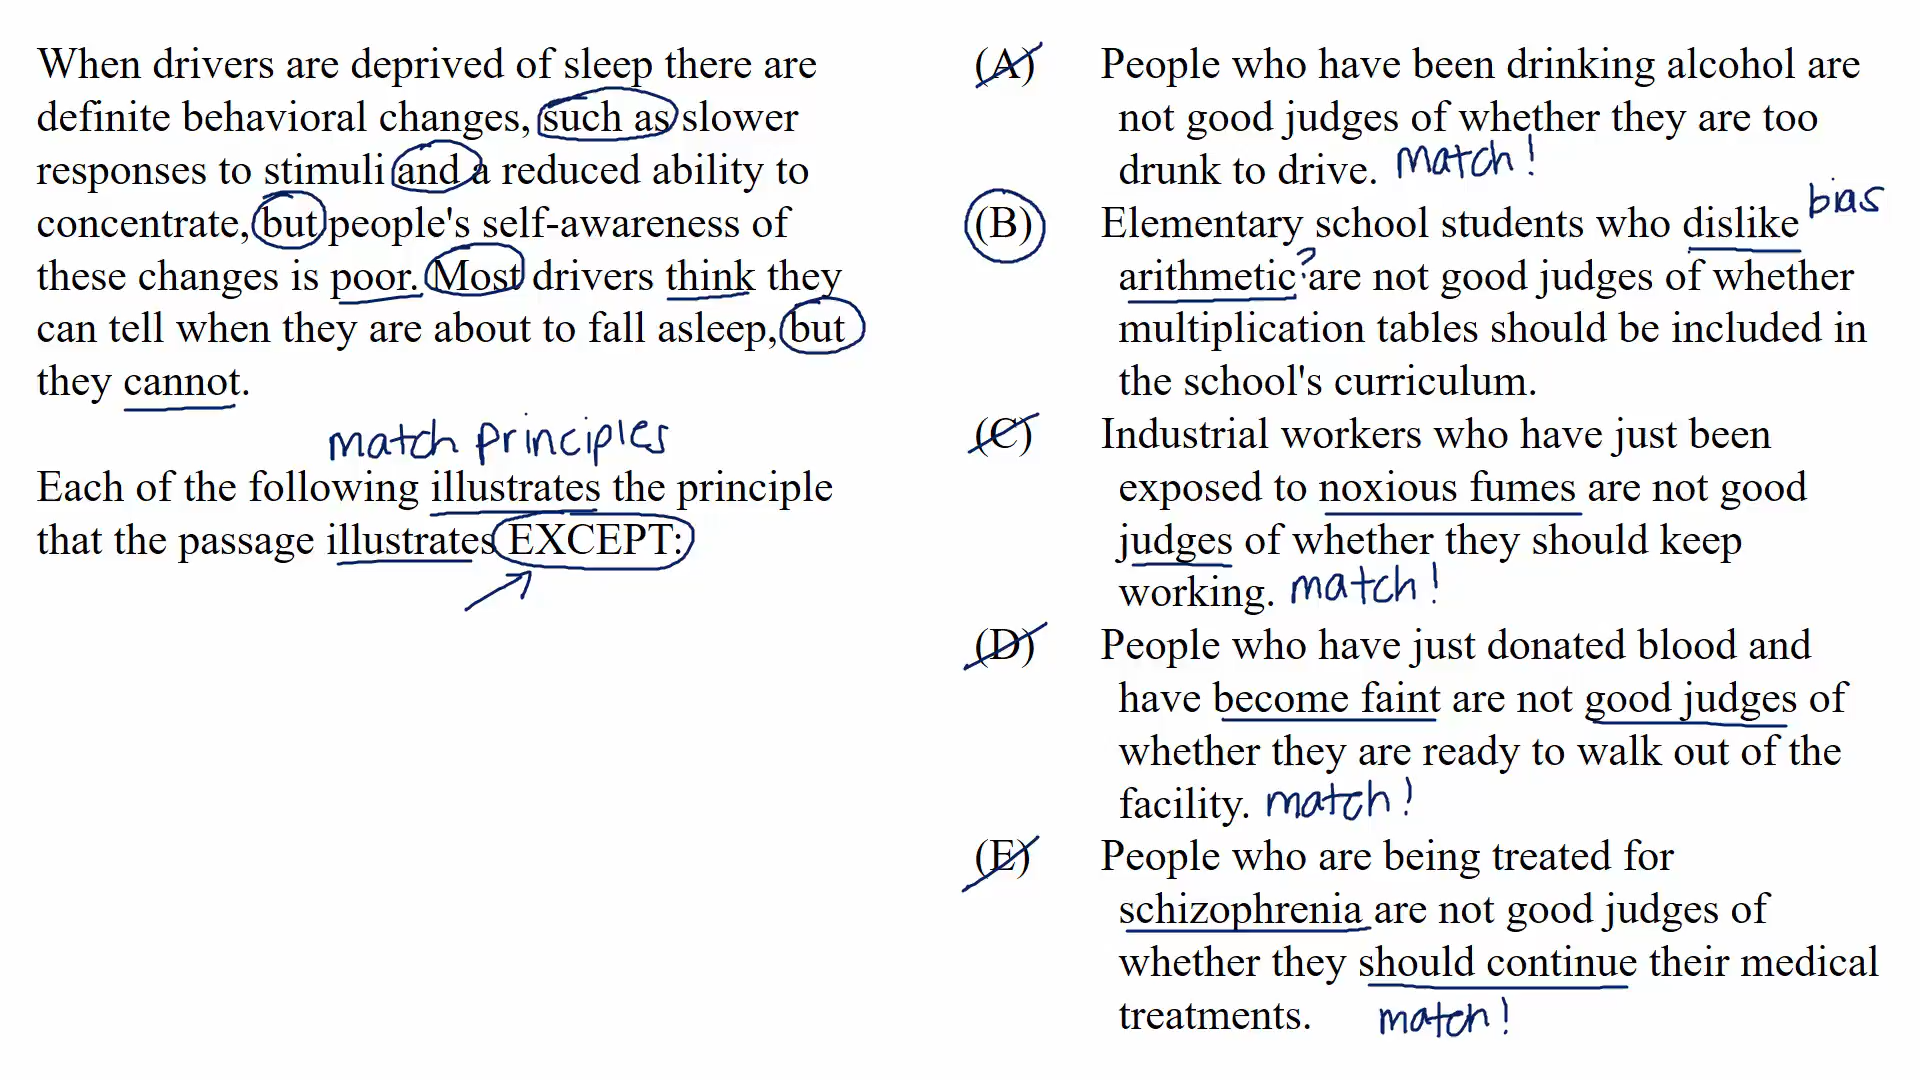 When drivers are deprived of sleep there are
definite behavioral changes, such as slower
responses to stimuli and a reduced ability to
concentrate, but people's self-awareness of
these changes is poor. Most drivers think they
can tell when they are about to fall asleep, but
they cannot.
match principles
Each of the following illustrates the principle
that the passage illustrates EXCEPT:
(A) People who have been drinking alcohol are
not good judges of whether they are too
drunk to drive. match!
bias
(B) Elementary school students who dislike
arithmetic ? are not good judges of whether
multiplication tables should be included in
the school's curriculum.
(C) Industrial workers who have just been
exposed to noxious fumes are not good
judges of whether they should keep
working. match!
(D) People who have just donated blood and
have become faint are not good judges of
whether they are ready to walk out of the
facility. match!
(E) People who are being treated for
schizophrenia are not good judges of
whether they should continue their medical
treatments. match!